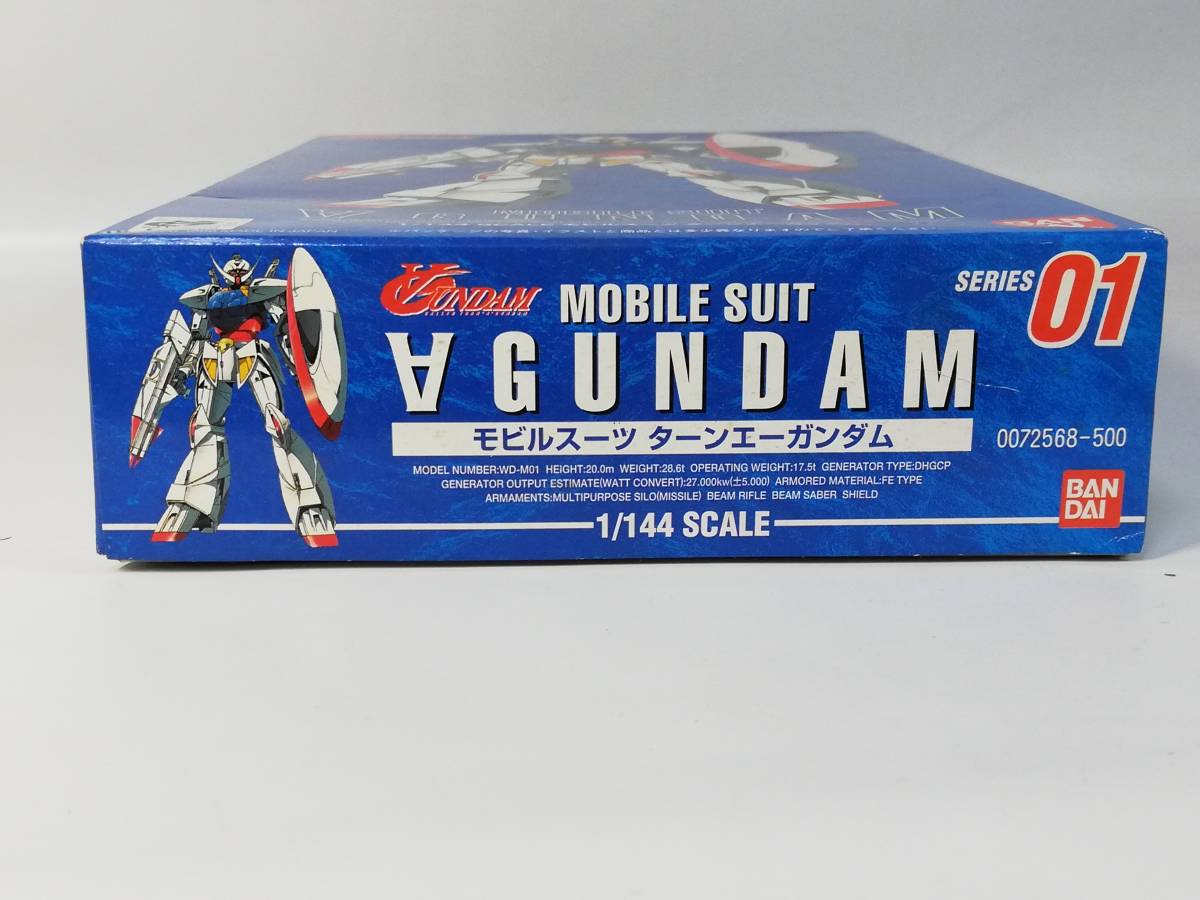 BAN
IN JAPAN
∀GUNDAM
MOBILE SUIT
SERIES 01
∀ GUNDAM
モビルスーツ ターンエーガンダム
0072568-500
MODEL NUMBER:WD-M01 HEIGHT:20.0m WEIGHT:28.6t OPERATING WEIGHT:17.5t GENERATOR TYPE:DHGCP
GENERATOR OUTPUT ESTIMATE(WATT CONVERT):27.000kw(±5.000) ARMORED MATERIAL:FE TYPE
ARMAMENTS:MULTIPURPOSE SILO(MISSILE) BEAM RIFLE BEAM SABER SHIELD
1/144 SCALE
BAN
DAI